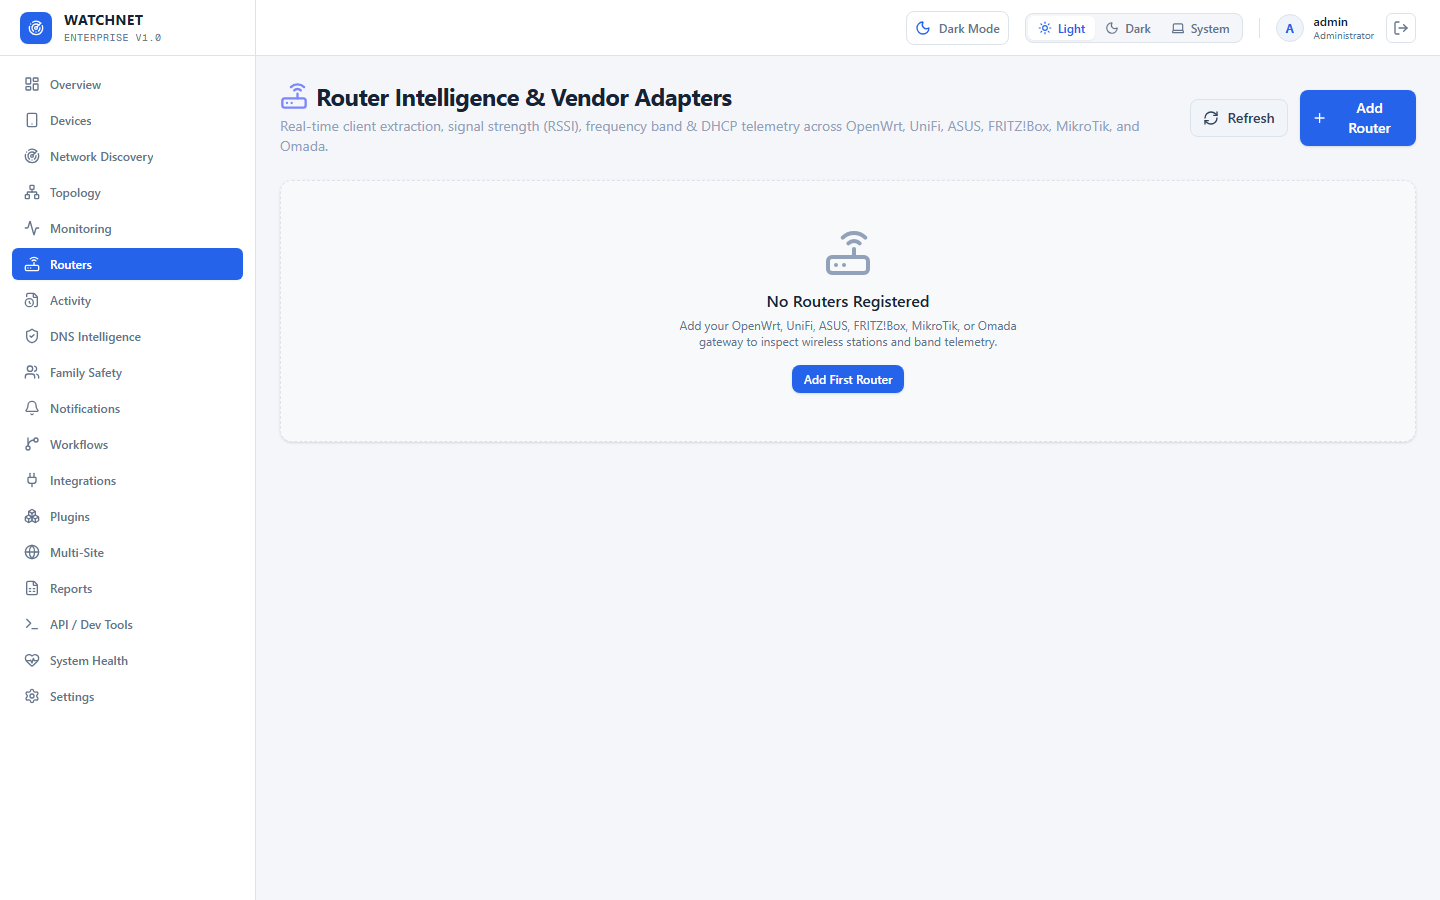 WATCHNET
ENTERPRISE V1.0
Dark Mode
Light
Dark
System
A
admin
Administrator
Overview
Devices
Network Discovery
Topology
Monitoring
Routers
Activity
DNS Intelligence
Family Safety
Notifications
Workflows
Integrations
Plugins
Multi-Site
Reports
API / Dev Tools
System Health
Settings
Router Intelligence & Vendor Adapters
Real-time client extraction, signal strength (RSSI), frequency band & DHCP telemetry across OpenWrt, UniFi, ASUS, FRITZ!Box, MikroTik, and
Omada.
Refresh
Add
Router
No Routers Registered
Add your OpenWrt, UniFi, ASUS, FRITZ!Box, MikroTik, or Omada
gateway to inspect wireless stations and band telemetry.
Add First Router